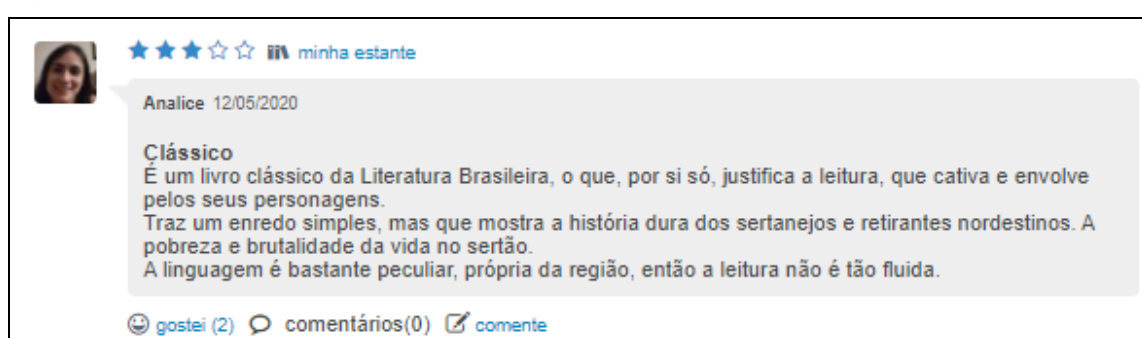 minha estante
Analice 12/05/2020
Clássico
É um livro clássico da Literatura Brasileira, o que, por si só, justifica a leitura, que cativa e envolve
pelos seus personagens.
Traz um enredo simples, mas que mostra a história dura dos sertanejos e retirantes nordestinos. A
pobreza e brutalidade da vida no sertão.
A linguagem é bastante peculiar, própria da região, então a leitura não é tão fluida.
gostei (2) comentários(0) comente